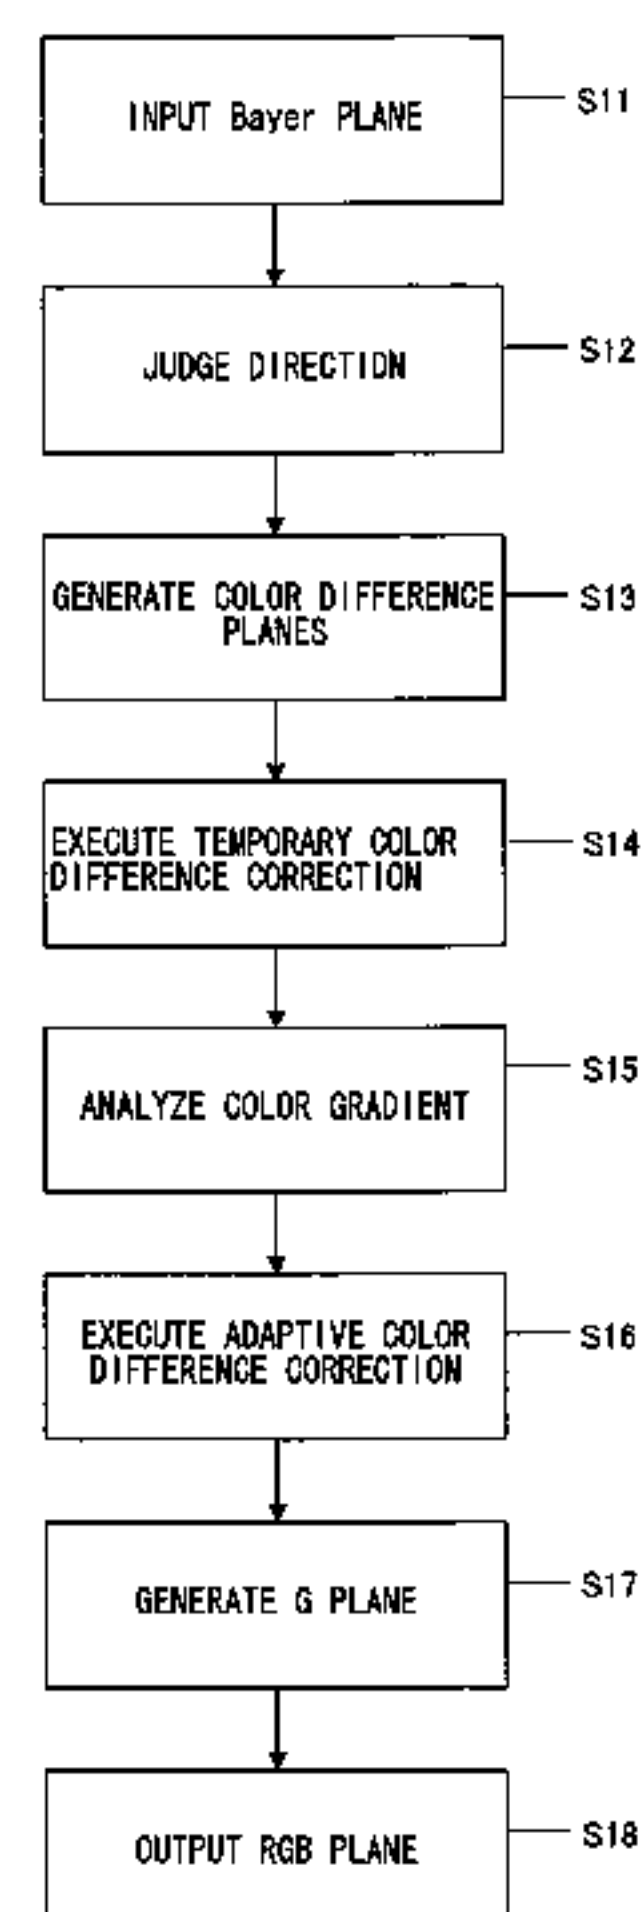 INPUT Bayer PLANE
S11
JUDGE DIRECTION
S12
GENERATE COLOR DIFFERENCE
PLANES
S13
EXECUTE TEMPORARY COLOR
DIFFERENCE CORRECTION
S14
ANALYZE COLOR GRADIENT
S15
EXECUTE ADAPTIVE COLOR
DIFFERENCE CORRECTION
S16
GENERATE G PLANE
S17
OUTPUT RGB PLANE
S18